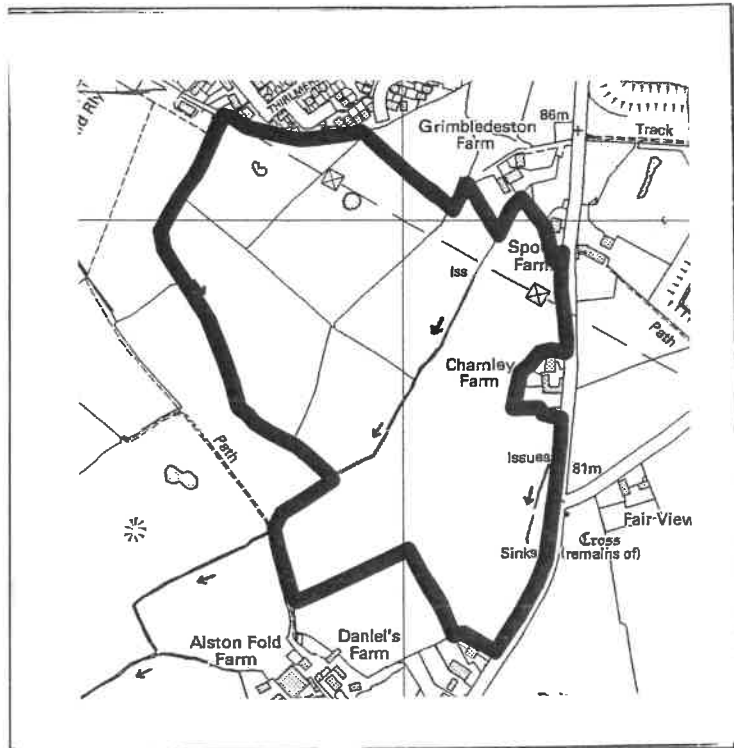 THIRLMERE
Grimbledeston
Farm
86m
Track
Spo
Farm
Iss
Path
Charnley
Farm
Path
Issues
81m
Fair-View
Cross
(remains of)
Sinks
Alston Fold
Farm
Daniel's
Farm